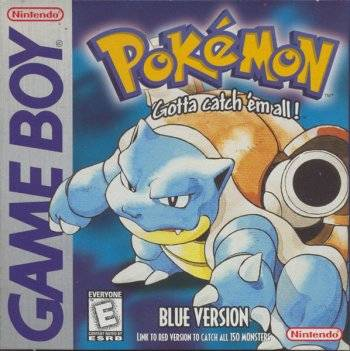 Nintendo
GAME BOY
POKéMON
Gotta catch 'em all!
EVERYONE
E
CONTENT RATED BY
ESRB
BLUE VERSION
LINK TO RED VERSION TO CATCH ALL 150 MONSTERS
Nintendo